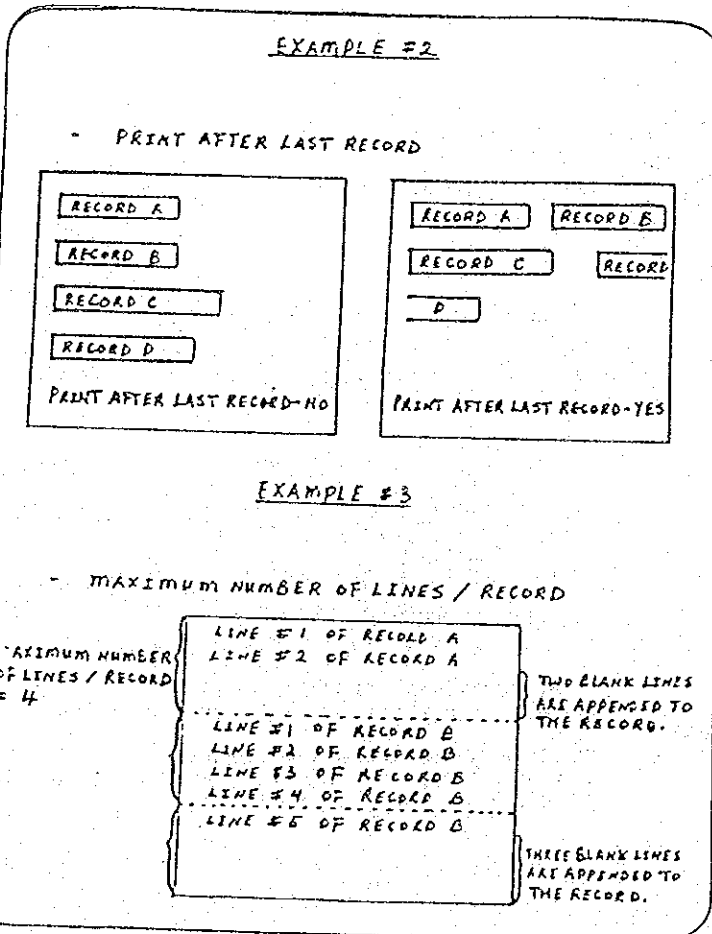 EXAMPLE #2
- PRINT AFTER LAST RECORD
RECORD A
RECORD B
RECORD C
RECORD D
PRINT AFTER LAST RECORD-NO
RECORD A RECORD B
RECORD C RECORD
D
PRINT AFTER LAST RECORD-YES
EXAMPLE #3
- MAXIMUM NUMBER OF LINES / RECORD
AXIMUM NUMBER
OF LINES / RECORD
= 4
LINE #1 OF RECORD A
LINE #2 OF RECORD A
TWO BLANK LINES
ARE APPENDED TO
THE RECORD.
LINE #1 OF RECORD B
LINE #2 OF RECORD B
LINE #3 OF RECORD B
LINE #4 OF RECORD B
LINE #5 OF RECORD B
THREE BLANK LINES
ARE APPENDED TO
THE RECORD.